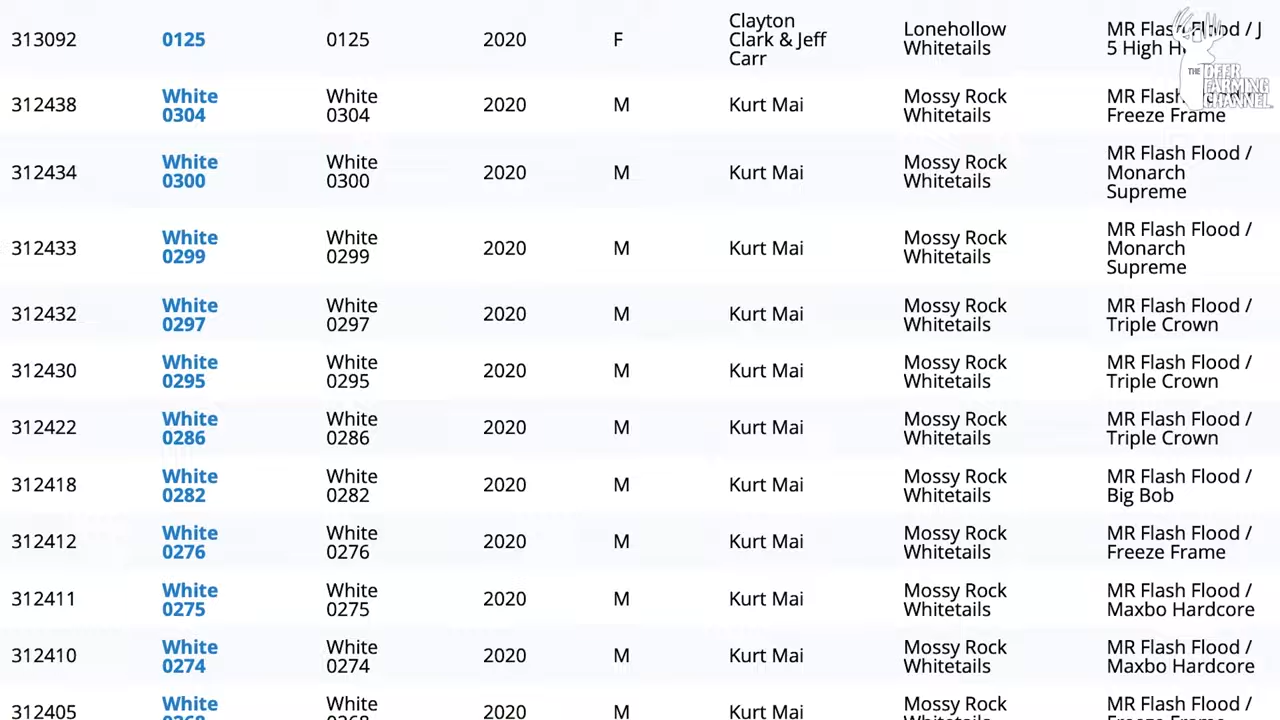 313092 0125 0125 2020 F Clayton Clark & Jeff Carr Lonehollow Whitetails MR Flash Flood / J 5 High
312438 White 0304 White 0304 2020 M Kurt Mai Mossy Rock Whitetails MR Flash Freeze Frame
THE DEER FARMING CHANNEL
312434 White 0300 White 0300 2020 M Kurt Mai Mossy Rock Whitetails MR Flash Flood / Monarch Supreme
312433 White 0299 White 0299 2020 M Kurt Mai Mossy Rock Whitetails MR Flash Flood / Monarch Supreme
312432 White 0297 White 0297 2020 M Kurt Mai Mossy Rock Whitetails MR Flash Flood / Triple Crown
312430 White 0295 White 0295 2020 M Kurt Mai Mossy Rock Whitetails MR Flash Flood / Triple Crown
312422 White 0286 White 0286 2020 M Kurt Mai Mossy Rock Whitetails MR Flash Flood / Triple Crown
312418 White 0282 White 0282 2020 M Kurt Mai Mossy Rock Whitetails MR Flash Flood / Big Bob
312412 White 0276 White 0276 2020 M Kurt Mai Mossy Rock Whitetails MR Flash Flood / Freeze Frame
312411 White 0275 White 0275 2020 M Kurt Mai Mossy Rock Whitetails MR Flash Flood / Maxbo Hardcore
312410 White 0274 White 0274 2020 M Kurt Mai Mossy Rock Whitetails MR Flash Flood / Maxbo Hardcore
312405 White White 2020 M Kurt Mai Mossy Rock Whitetails MR Flash Flood / Freeze Frame